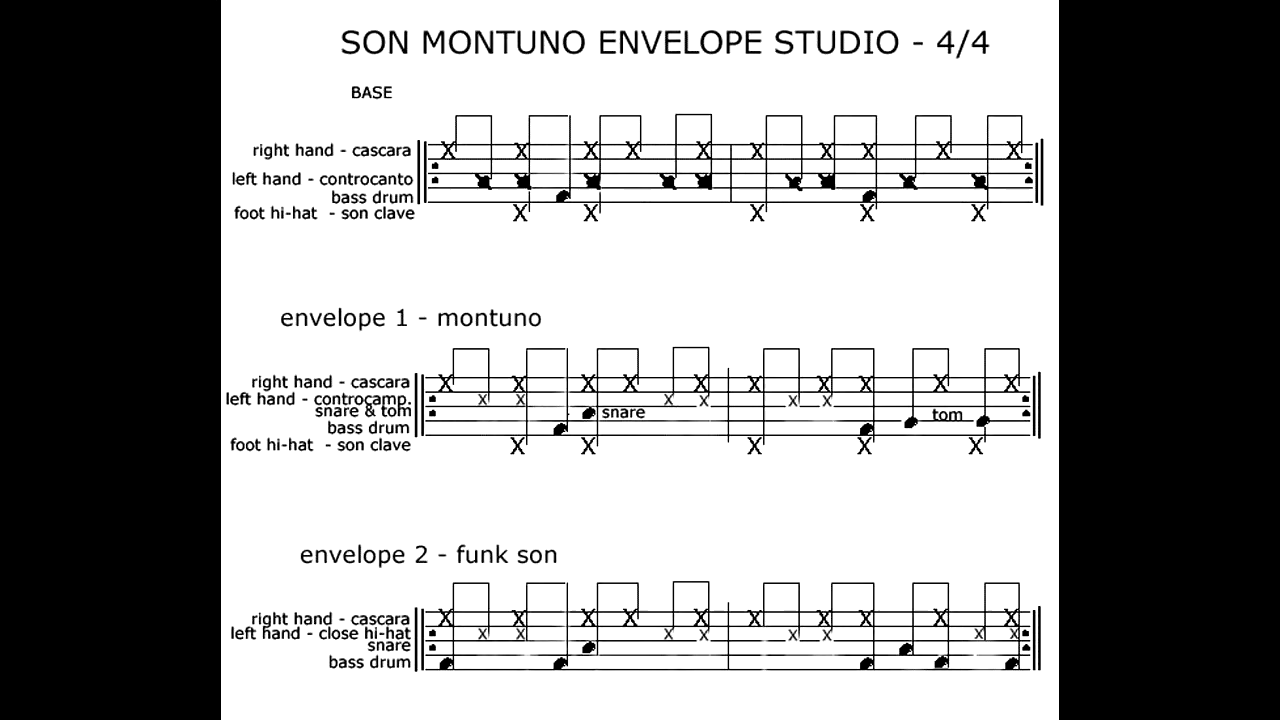 SON MONTUNO ENVELOPE STUDIO - 4/4
BASE
right hand - cascara
left hand - controcanto
bass drum
foot hi-hat - son clave
envelope 1 - montuno
right hand - cascara
left hand - controcamp.
snare & tom
snare
tom
bass drum
foot hi-hat - son clave
envelope 2 - funk son
right hand - cascara
left hand - close hi-hat
snare
bass drum